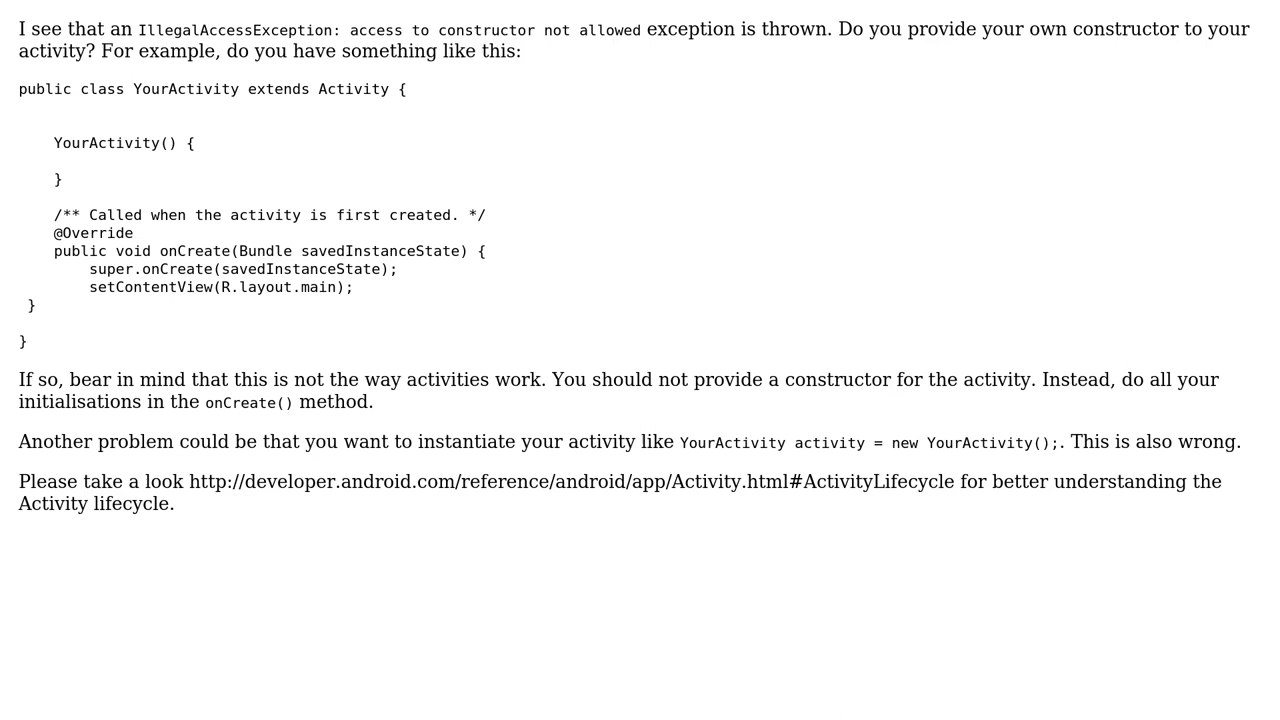 I see that an IllegalAccessException: access to constructor not allowed exception is thrown. Do you provide your own constructor to your
activity? For example, do you have something like this:
public class YourActivity extends Activity {
    YourActivity() {
    }
    /** Called when the activity is first created. */
    @Override
    public void onCreate(Bundle savedInstanceState) {
        super.onCreate(savedInstanceState);
        setContentView(R.layout.main);
 }
}
If so, bear in mind that this is not the way activities work. You should not provide a constructor for the activity. Instead, do all your
initialisations in the onCreate() method.
Another problem could be that you want to instantiate your activity like YourActivity activity = new YourActivity();. This is also wrong.
Please take a look http://developer.android.com/reference/android/app/Activity.html#ActivityLifecycle for better understanding the
Activity lifecycle.